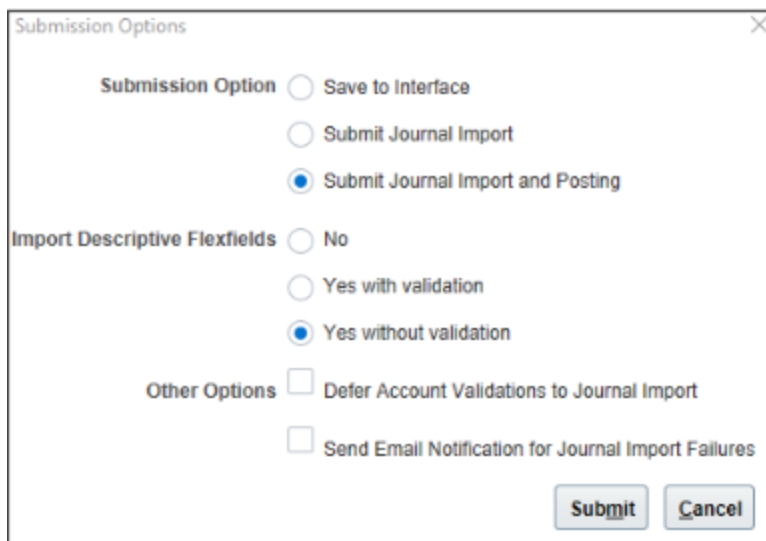 Submission Options
Submission Option Save to Interface
Submit Journal Import
Submit Journal Import and Posting
Import Descriptive Flexfields No
Yes with validation
Yes without validation
Other Options Defer Account Validations to Journal Import
Send Email Notification for Journal Import Failures
Submit Cancel